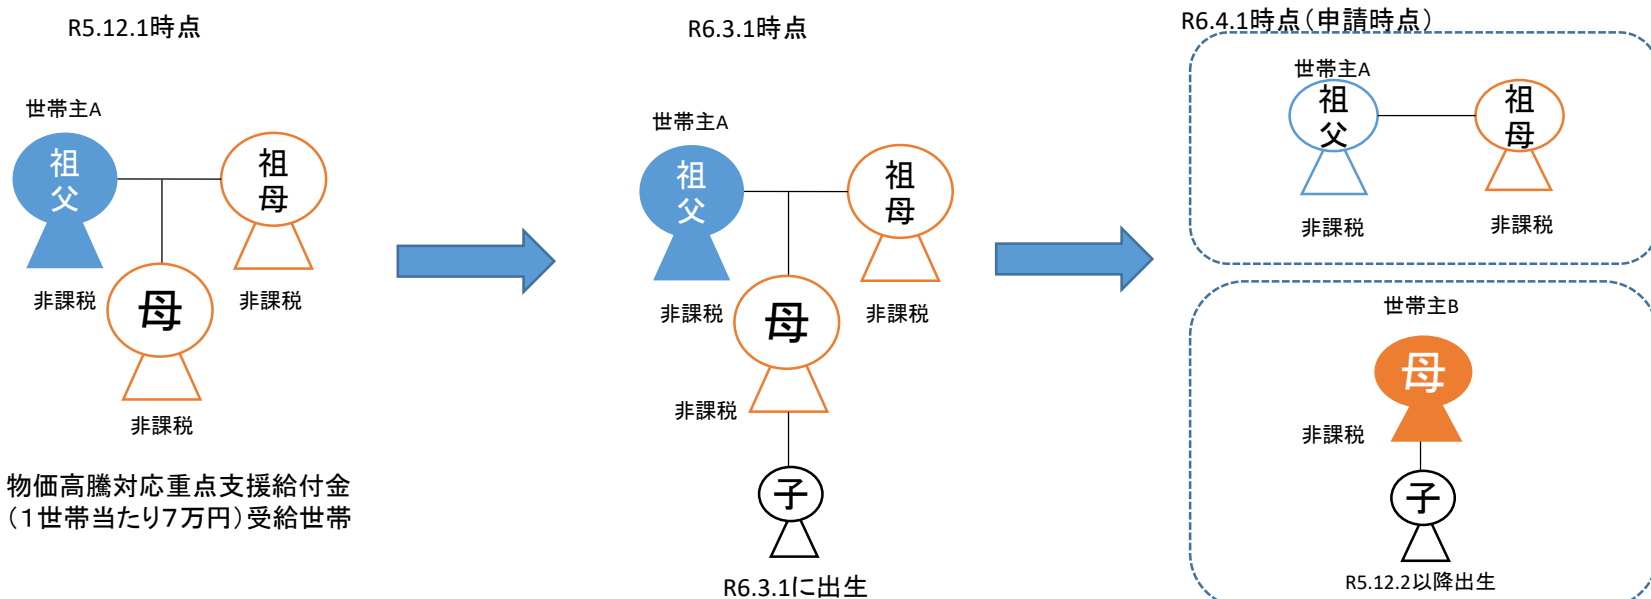 R5.12.1時点
世帯主A
祖父
祖母
非課税
母
非課税
非課税
物価高騰対応重点支援給付金
（１世帯当たり７万円）受給世帯
R6.3.1時点
世帯主A
祖父
祖母
非課税
母
非課税
非課税
子
R6.3.1に出生
R6.4.1時点（申請時点）
世帯主A
祖父
祖母
非課税
非課税
世帯主B
母
非課税
子
R5.12.2以降出生